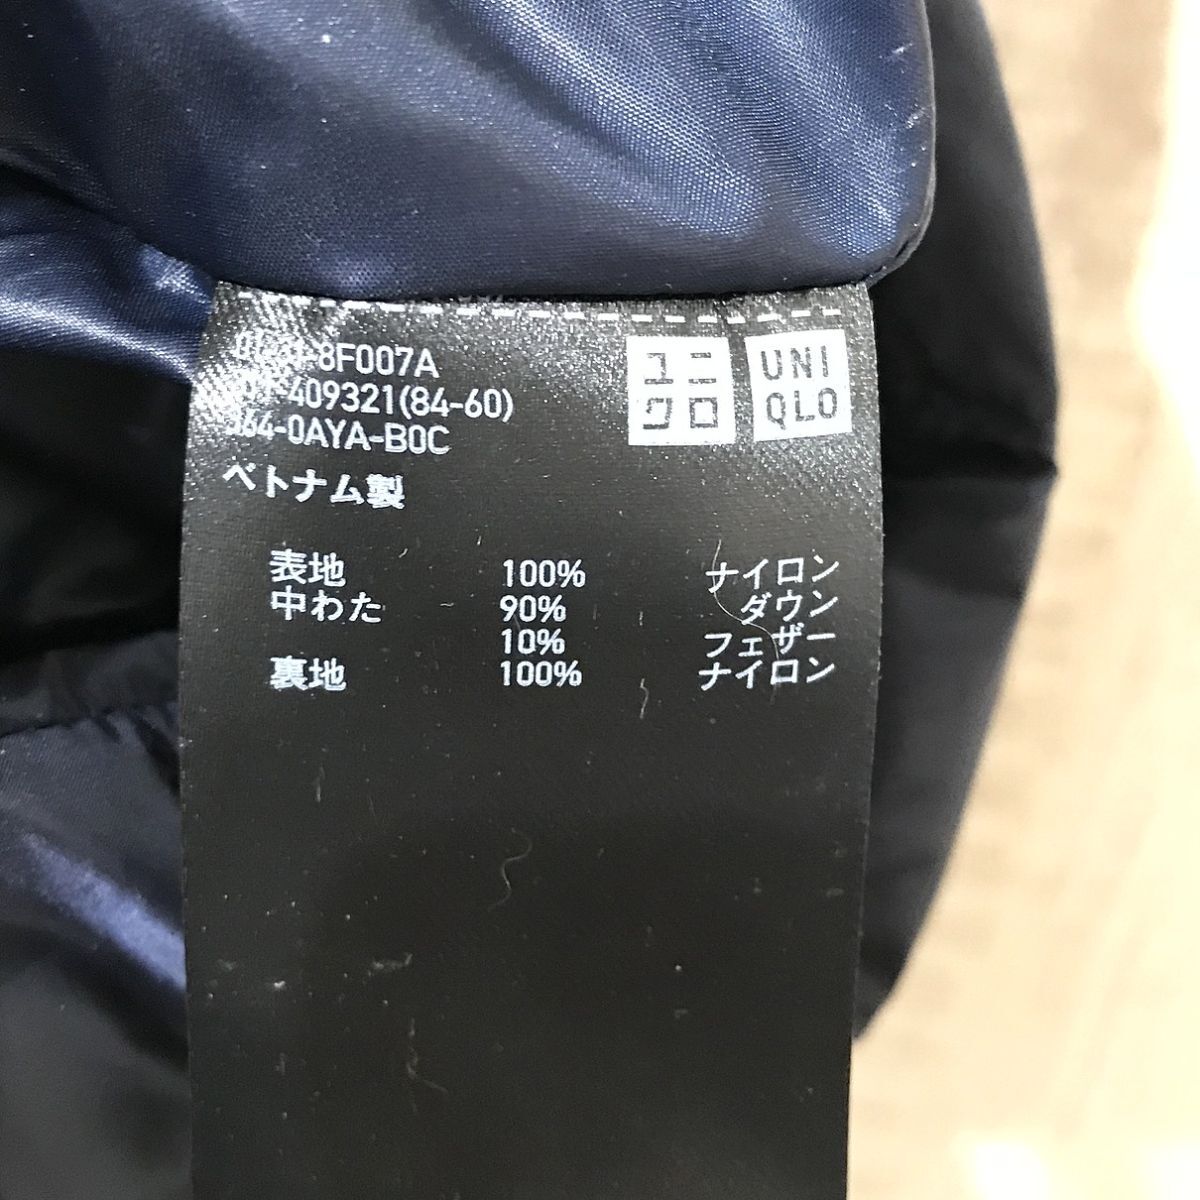 8F007A
409321(84-60)
0AYA-B0C
ベトナム製
ユニ
クロ
UNI
QLO
表地 100% ナイロン
中わた 90% ダウン
10% フェザー
裏地 100% ナイロン